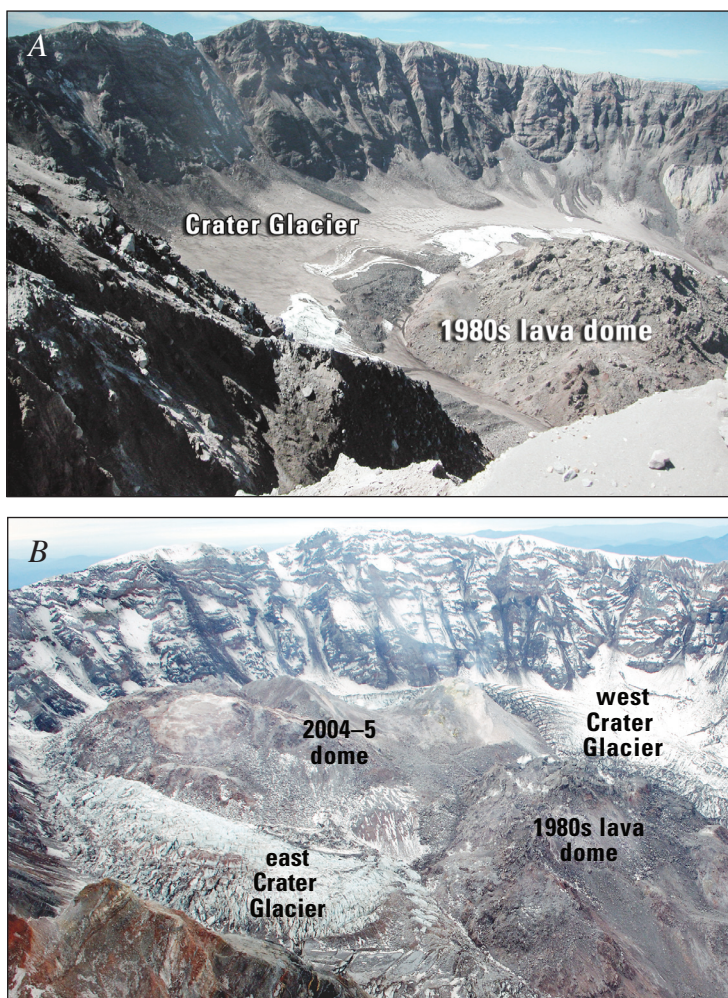 A
Crater Glacier
1980s lava dome
B
2004–5
dome
west
Crater
Glacier
1980s lava
dome
east
Crater
Glacier